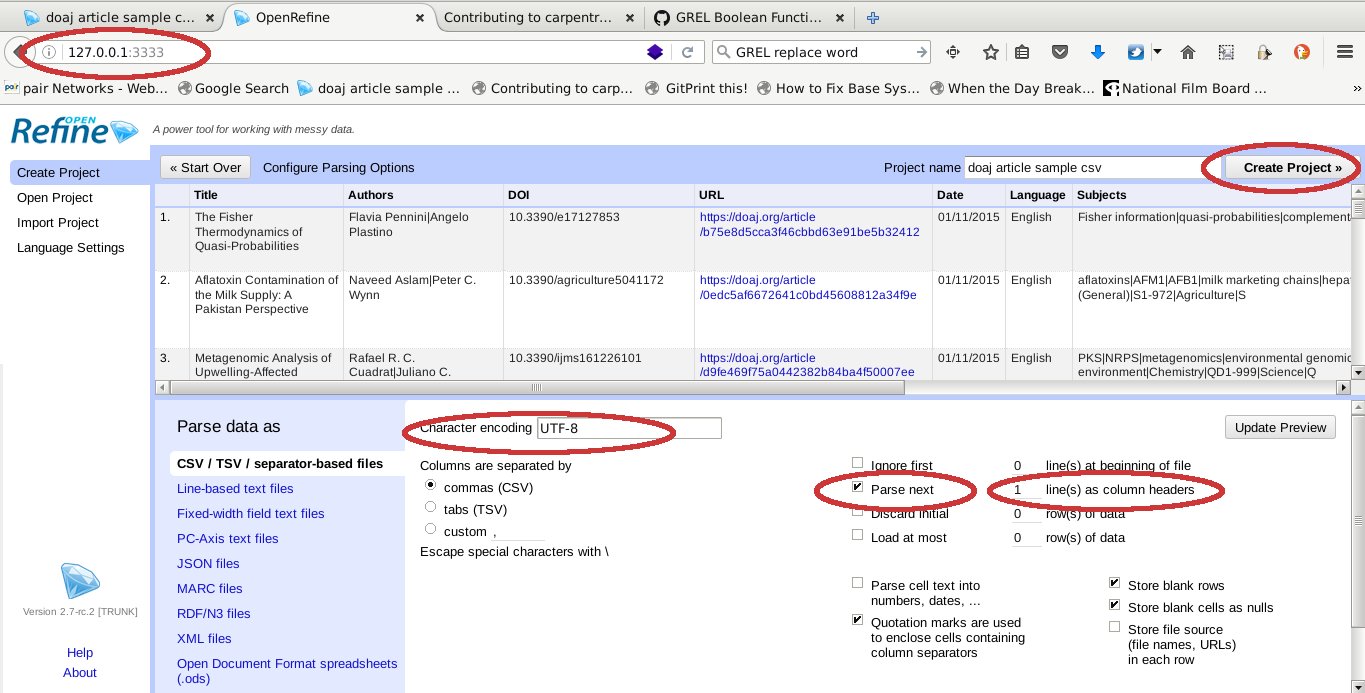 doaj article sample c... × OpenRefine × Contributing to carpentr... × GREL Boolean Functi... ×
127.0.0.1:3333 GREL replace word
pair pair Networks - Web... Google Search doaj article sample ... Contributing to carp... GitPrint this! How to Fix Base Sys... When the Day Break... National Film Board ... »
OPEN
Refine A power tool for working with messy data.
Create Project
Open Project
Import Project
Language Settings
« Start Over Configure Parsing Options Project name doaj article sample csv Create Project »
Title Authors DOI URL Date Language Subjects
1. The Fisher Thermodynamics of Quasi-Probabilities Flavia Pennini|Angelo Plastino 10.3390/e17127853 https://doaj.org/article/b75e8d5cca3f46cbbd63e91be5b32412 01/11/2015 English Fisher information|quasi-probabilities|complement
2. Aflatoxin Contamination of the Milk Supply: A Pakistan Perspective Naveed Aslam|Peter C. Wynn 10.3390/agriculture5041172 https://doaj.org/article/0edc5af6672641c0bd45608812a34f9e 01/11/2015 English aflatoxins|AFM1|AFB1|milk marketing chains|hepa (General)|S1-972|Agriculture|S
3. Metagenomic Analysis of Upwelling-Affected Rafael R. C. Cuadrat|Juliano C. 10.3390/ijms161226101 https://doaj.org/article/d9fe469f75a0442382b84ba4f50007ee 01/11/2015 English PKS|NRPS|metagenomics|environmental genomic environment|Chemistry|QD1-999|Science|Q
Parse data as
CSV / TSV / separator-based files
Line-based text files
Fixed-width field text files
PC-Axis text files
JSON files
MARC files
RDF/N3 files
XML files
Open Document Format spreadsheets
(.ods)
Character encoding UTF-8
Update Preview
Columns are separated by
commas (CSV)
tabs (TSV)
custom ,
Escape special characters with \
Ignore first 0 line(s) at beginning of file
Parse next 1 line(s) as column headers
Discard initial 0 row(s) of data
Load at most 0 row(s) of data
Parse cell text into
numbers, dates, ...
Quotation marks are used
to enclose cells containing
column separators
Store blank rows
Store blank cells as nulls
Store file source
(file names, URLs)
in each row
Version 2.7-rc.2 [TRUNK]
Help
About